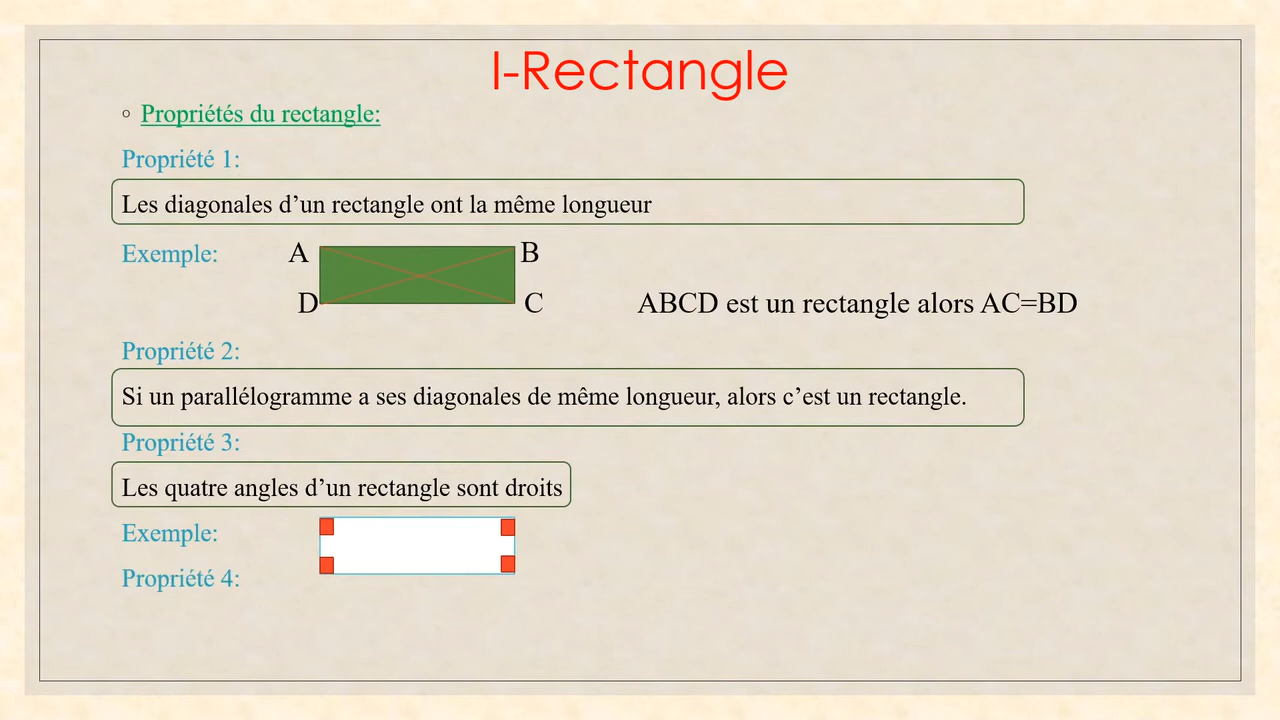 I-Rectangle
Propriétés du rectangle:
Propriété 1:
Les diagonales d’un rectangle ont la même longueur
Exemple:
A
B
D
C
ABCD est un rectangle alors AC=BD
Propriété 2:
Si un parallélogramme a ses diagonales de même longueur, alors c’est un rectangle.
Propriété 3:
Les quatre angles d’un rectangle sont droits
Exemple:
Propriété 4: